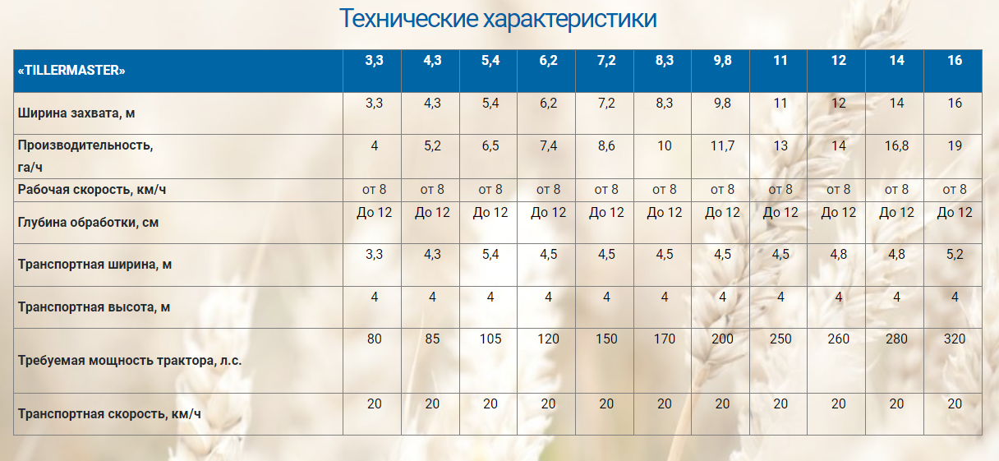 Технические характеристики
«TILLERMASTER» 3,3 4,3 5,4 6,2 7,2 8,3 9,8 11 12 14 16
Ширина захвата, м 3,3 4,3 5,4 6,2 7,2 8,3 9,8 11 12 14 16
Производительность,
га/ч 4 5,2 6,5 7,4 8,6 10 11,7 13 14 16,8 19
Рабочая скорость, км/ч от 8 от 8 от 8 от 8 от 8 от 8 от 8 от 8 от 8 от 8 от 8
Глубина обработки, см До 12 До 12 До 12 До 12 До 12 До 12 До 12 До 12 До 12 До 12 До 12
Транспортная ширина, м 3,3 4,3 5,4 4,5 4,5 4,5 4,5 4,5 4,8 4,8 5,2
Транспортная высота, м 4 4 4 4 4 4 4 4 4 4 4
Требуемая мощность трактора, л.с. 80 85 105 120 150 170 200 250 260 280 320
Транспортная скорость, км/ч 20 20 20 20 20 20 20 20 20 20 20